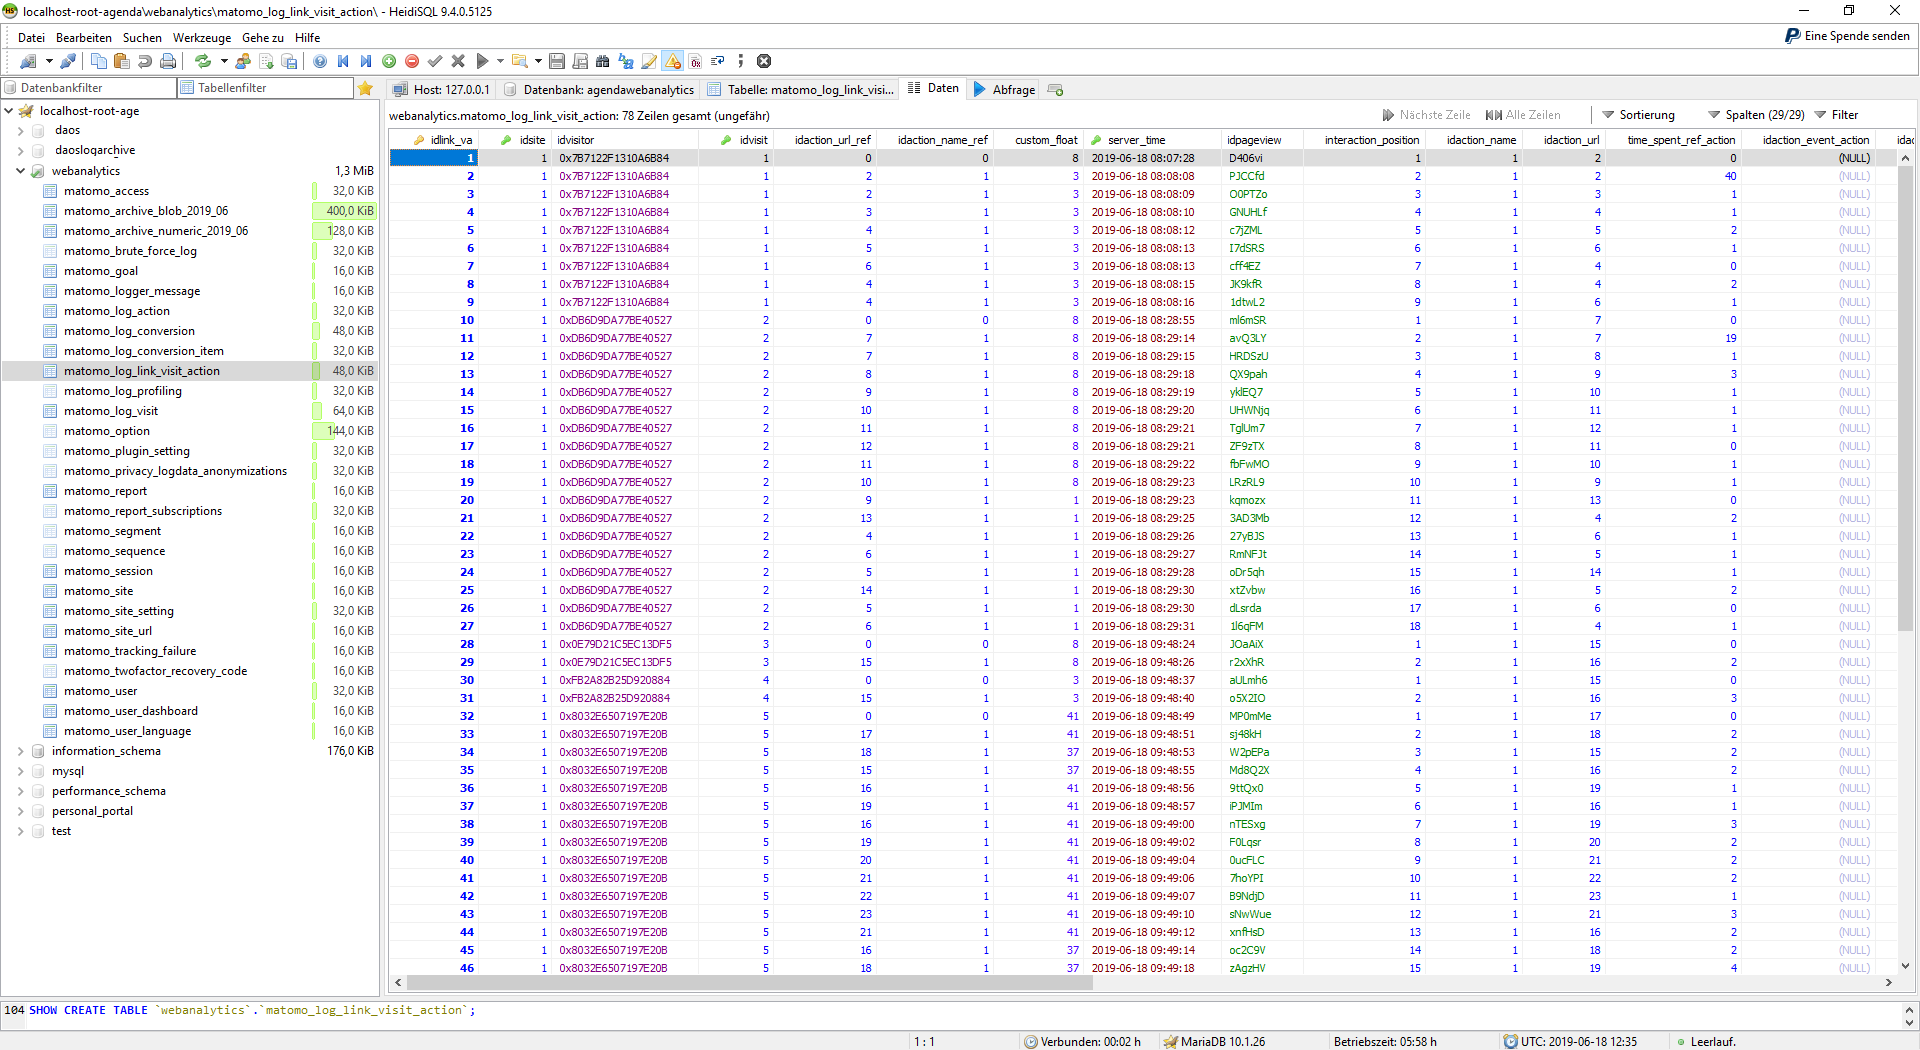 localhost-root-agenda\webanalytics\matomo_log_link_visit_action\ - HeidiSQL 9.4.0.5125
Datei Bearbeiten Suchen Werkzeuge Gehe zu Hilfe
Eine Spende senden
Datenbankfilter Tabellenfilter
Host: 127.0.0.1 Datenbank: agendawebanalytics Tabelle: matomo_log_link_visi... Daten Abfrage
webanalytics.matomo_log_link_visit_action: 78 Zeilen gesamt (ungefähr)
Nächste Zeile Alle Zeilen Sortierung Spalten (29/29) Filter
localhost-root-age
daos
daosloqarchive
webanalytics 1,3 MiB
matomo_access 32,0 KiB
matomo_archive_blob_2019_06 400,0 KiB
matomo_archive_numeric_2019_06 128,0 KiB
matomo_brute_force_log 32,0 KiB
matomo_goal 16,0 KiB
matomo_logger_message 16,0 KiB
matomo_log_action 32,0 KiB
matomo_log_conversion 48,0 KiB
matomo_log_conversion_item 32,0 KiB
matomo_log_link_visit_action 48,0 KiB
matomo_log_profiling 32,0 KiB
matomo_log_visit 64,0 KiB
matomo_option 144,0 KiB
matomo_plugin_setting 32,0 KiB
matomo_privacy_logdata_anonymizations 32,0 KiB
matomo_report 16,0 KiB
matomo_report_subscriptions 32,0 KiB
matomo_segment 16,0 KiB
matomo_sequence 16,0 KiB
matomo_session 16,0 KiB
matomo_site 16,0 KiB
matomo_site_setting 32,0 KiB
matomo_site_url 16,0 KiB
matomo_tracking_failure 16,0 KiB
matomo_twofactor_recovery_code 16,0 KiB
matomo_user 32,0 KiB
matomo_user_dashboard 16,0 KiB
matomo_user_language 16,0 KiB
information_schema 176,0 KiB
mysql
performance_schema
personal_portal
test
idlink_va idsite idvisitor idvisit idaction_url_ref idaction_name_ref custom_float server_time idpageview interaction_position idaction_name idaction_url time_spent_ref_action idaction_event_action idac
1 1 0x7B7122F1310A6B84 1 0 0 8 2019-06-18 08:07:28 D406vi 1 1 2 0 (NULL)
2 1 0x7B7122F1310A6B84 1 2 1 3 2019-06-18 08:08:08 PJCCfd 2 1 2 40 (NULL)
3 1 0x7B7122F1310A6B84 1 2 1 3 2019-06-18 08:08:09 O0PTZo 3 1 3 1 (NULL)
4 1 0x7B7122F1310A6B84 1 3 1 3 2019-06-18 08:08:10 GNUHLf 4 1 4 1 (NULL)
5 1 0x7B7122F1310A6B84 1 4 1 3 2019-06-18 08:08:12 c7jZML 5 1 5 2 (NULL)
6 1 0x7B7122F1310A6B84 1 5 1 3 2019-06-18 08:08:13 I7dSRS 6 1 6 1 (NULL)
7 1 0x7B7122F1310A6B84 1 6 1 3 2019-06-18 08:08:13 cff4EZ 7 1 4 0 (NULL)
8 1 0x7B7122F1310A6B84 1 4 1 3 2019-06-18 08:08:15 JK9kfR 8 1 4 2 (NULL)
9 1 0x7B7122F1310A6B84 1 4 1 3 2019-06-18 08:08:16 1dtwL2 9 1 6 1 (NULL)
10 1 0xDB6D9DA77BE40527 2 0 0 8 2019-06-18 08:28:55 ml6mSR 1 1 7 0 (NULL)
11 1 0xDB6D9DA77BE40527 2 7 1 8 2019-06-18 08:29:14 avQ3LY 2 1 7 19 (NULL)
12 1 0xDB6D9DA77BE40527 2 7 1 8 2019-06-18 08:29:15 HRDSzU 3 1 8 1 (NULL)
13 1 0xDB6D9DA77BE40527 2 8 1 8 2019-06-18 08:29:18 QX9pah 4 1 9 3 (NULL)
14 1 0xDB6D9DA77BE40527 2 9 1 8 2019-06-18 08:29:19 yklEQ7 5 1 10 1 (NULL)
15 1 0xDB6D9DA77BE40527 2 10 1 8 2019-06-18 08:29:20 UHWNjq 6 1 11 1 (NULL)
16 1 0xDB6D9DA77BE40527 2 11 1 8 2019-06-18 08:29:21 TglUm7 7 1 12 1 (NULL)
17 1 0xDB6D9DA77BE40527 2 12 1 8 2019-06-18 08:29:21 ZF9zTX 8 1 11 0 (NULL)
18 1 0xDB6D9DA77BE40527 2 11 1 8 2019-06-18 08:29:22 fbFwMO 9 1 10 1 (NULL)
19 1 0xDB6D9DA77BE40527 2 10 1 8 2019-06-18 08:29:23 LRzRL9 10 1 9 1 (NULL)
20 1 0xDB6D9DA77BE40527 2 9 1 1 2019-06-18 08:29:23 kqmozx 11 1 13 0 (NULL)
21 1 0xDB6D9DA77BE40527 2 13 1 1 2019-06-18 08:29:25 3AD3Mb 12 1 4 2 (NULL)
22 1 0xDB6D9DA77BE40527 2 4 1 1 2019-06-18 08:29:26 27yBJS 13 1 6 1 (NULL)
23 1 0xDB6D9DA77BE40527 2 6 1 1 2019-06-18 08:29:27 RmNFJt 14 1 5 1 (NULL)
24 1 0xDB6D9DA77BE40527 2 5 1 1 2019-06-18 08:29:28 oDr5qh 15 1 14 1 (NULL)
25 1 0xDB6D9DA77BE40527 2 14 1 1 2019-06-18 08:29:30 xtZvbw 16 1 5 2 (NULL)
26 1 0xDB6D9DA77BE40527 2 5 1 1 2019-06-18 08:29:30 dLsrda 17 1 6 0 (NULL)
27 1 0xDB6D9DA77BE40527 2 6 1 1 2019-06-18 08:29:31 1l6qFM 18 1 4 1 (NULL)
28 1 0x0E79D21C5EC13DF5 3 0 0 8 2019-06-18 09:48:24 JOaAiX 1 1 15 0 (NULL)
29 1 0x0E79D21C5EC13DF5 3 15 1 8 2019-06-18 09:48:26 r2xXhR 2 1 16 2 (NULL)
30 1 0xFB2A82B25D920884 4 0 0 3 2019-06-18 09:48:37 aULmh6 1 1 15 0 (NULL)
31 1 0xFB2A82B25D920884 4 15 1 3 2019-06-18 09:48:40 o5X2IO 2 1 16 3 (NULL)
32 1 0x8032E6507197E20B 5 0 0 41 2019-06-18 09:48:49 MP0mMe 1 1 17 0 (NULL)
33 1 0x8032E6507197E20B 5 17 1 41 2019-06-18 09:48:51 sj48kH 2 1 18 2 (NULL)
34 1 0x8032E6507197E20B 5 18 1 37 2019-06-18 09:48:53 W2pEPa 3 1 15 2 (NULL)
35 1 0x8032E6507197E20B 5 15 1 37 2019-06-18 09:48:55 Md8Q2X 4 1 16 2 (NULL)
36 1 0x8032E6507197E20B 5 16 1 41 2019-06-18 09:48:56 9ttQx0 5 1 19 1 (NULL)
37 1 0x8032E6507197E20B 5 19 1 41 2019-06-18 09:48:57 iPJMIm 6 1 16 1 (NULL)
38 1 0x8032E6507197E20B 5 16 1 41 2019-06-18 09:49:00 nTESxg 7 1 19 3 (NULL)
39 1 0x8032E6507197E20B 5 19 1 41 2019-06-18 09:49:02 F0Lqsr 8 1 20 2 (NULL)
40 1 0x8032E6507197E20B 5 20 1 41 2019-06-18 09:49:04 0ucFLC 9 1 21 2 (NULL)
41 1 0x8032E6507197E20B 5 21 1 41 2019-06-18 09:49:06 7hoYPI 10 1 22 2 (NULL)
42 1 0x8032E6507197E20B 5 22 1 41 2019-06-18 09:49:07 B9NdjD 11 1 23 1 (NULL)
43 1 0x8032E6507197E20B 5 23 1 41 2019-06-18 09:49:10 sNwWue 12 1 21 3 (NULL)
44 1 0x8032E6507197E20B 5 21 1 41 2019-06-18 09:49:12 xnfHsD 13 1 16 2 (NULL)
45 1 0x8032E6507197E20B 5 16 1 37 2019-06-18 09:49:14 oc2C9V 14 1 18 2 (NULL)
46 1 0x8032E6507197E20B 5 18 1 37 2019-06-18 09:49:18 zAgzHV 15 1 19 4 (NULL)
104 SHOW CREATE TABLE `webanalytics`.`matomo_log_link_visit_action`;
1 : 1 Verbunden: 00:02 h MariaDB 10.1.26 Betriebszeit: 05:58 h UTC: 2019-06-18 12:35 Leerlauf.